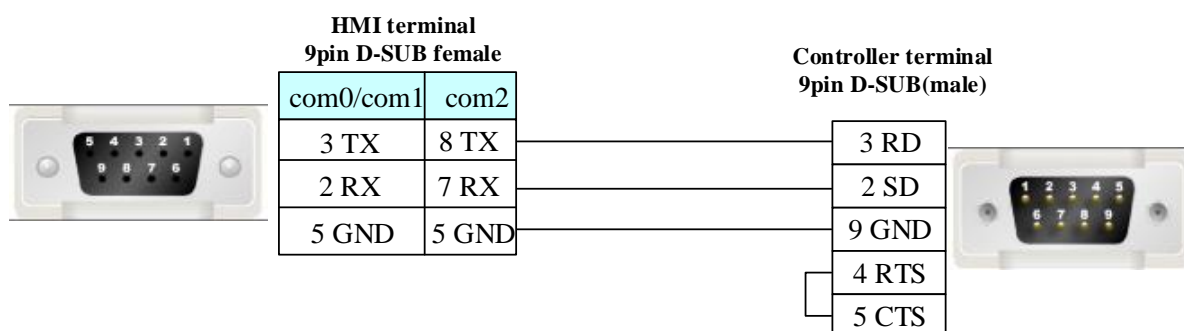 HMI terminal
9pin D-SUB female
com0/com1 com2
3 TX 8 TX
2 RX 7 RX
5 GND 5 GND
5 4 3 2 1
9 8 7 6
Controller terminal
9pin D-SUB(male)
3 RD
2 SD
9 GND
4 RTS
5 CTS
1 2 3 4 5
6 7 8 9